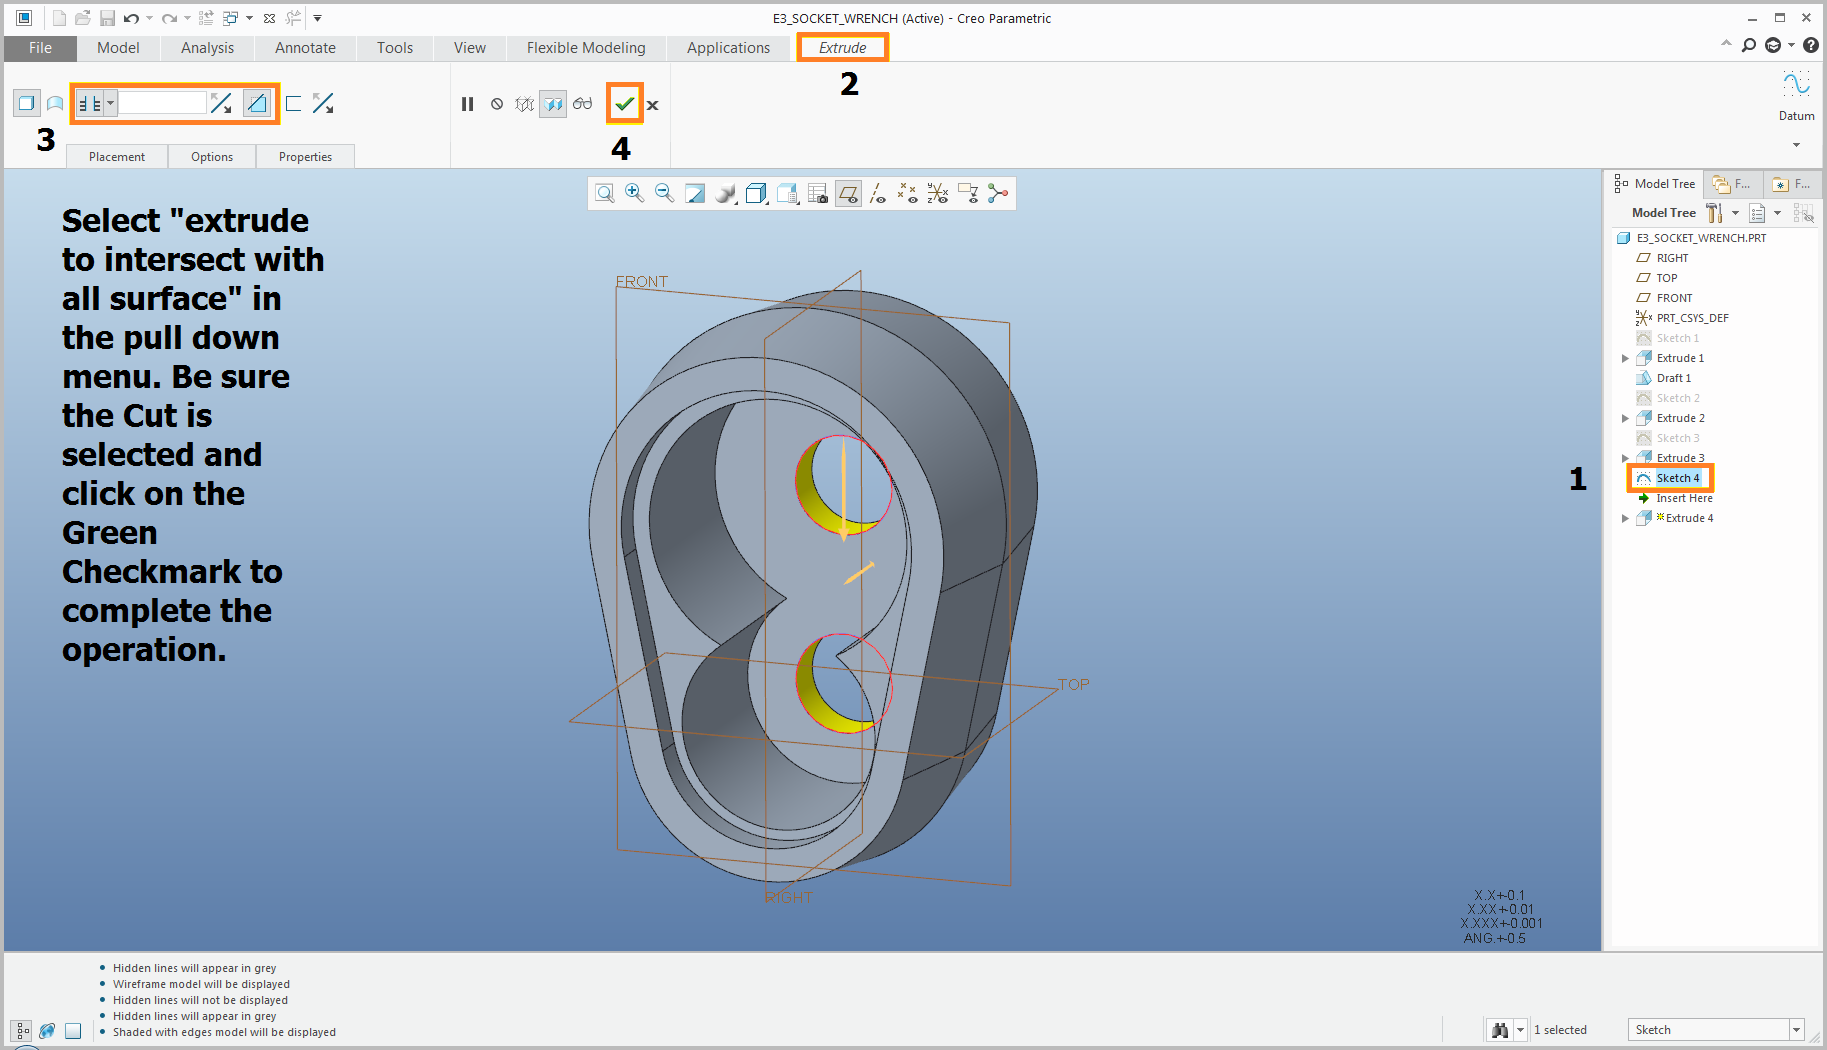 E3_SOCKET_WRENCH (Active) - Creo Parametric
File Model Analysis Annotate Tools View Flexible Modeling Applications Extrude
2
3
4
Datum
Placement Options Properties
Select "extrude
to intersect with
all surface" in
the pull down
menu. Be sure
the Cut is
selected and
click on the
Green
Checkmark to
complete the
operation.
FRONT
TOP
RIGHT
X.X+-0.1
X.XX+-0.01
X.XXX+-0.001
ANG.+-0.5
1
Model Tree F... F...
Model Tree
E3_SOCKET_WRENCH.PRT
RIGHT
TOP
FRONT
PRT_CSYS_DEF
Sketch 1
Extrude 1
Draft 1
Sketch 2
Extrude 2
Sketch 3
Extrude 3
Sketch 4
Insert Here
Extrude 4
Hidden lines will appear in grey
Wireframe model will be displayed
Hidden lines will not be displayed
Hidden lines will appear in grey
Shaded with edges model will be displayed
1 selected
Sketch